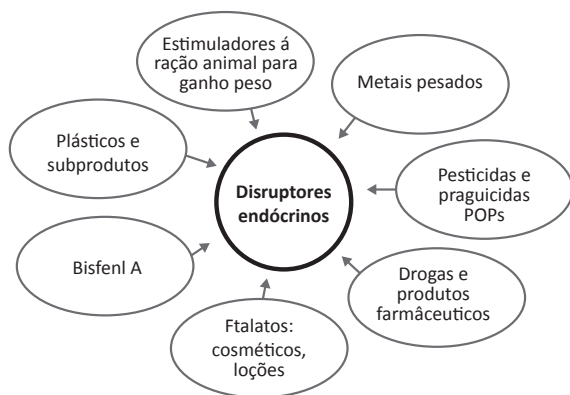 Estimuladores á
ração animal para
ganho peso
Metais pesados
Plásticos e
subprodutos
Disruptores
endócrinos
Pesticidas e
praguicidas
POPs
Bisfenl A
Drogas e
produtos
farmâceuticos
Ftalatos:
cosméticos,
loções